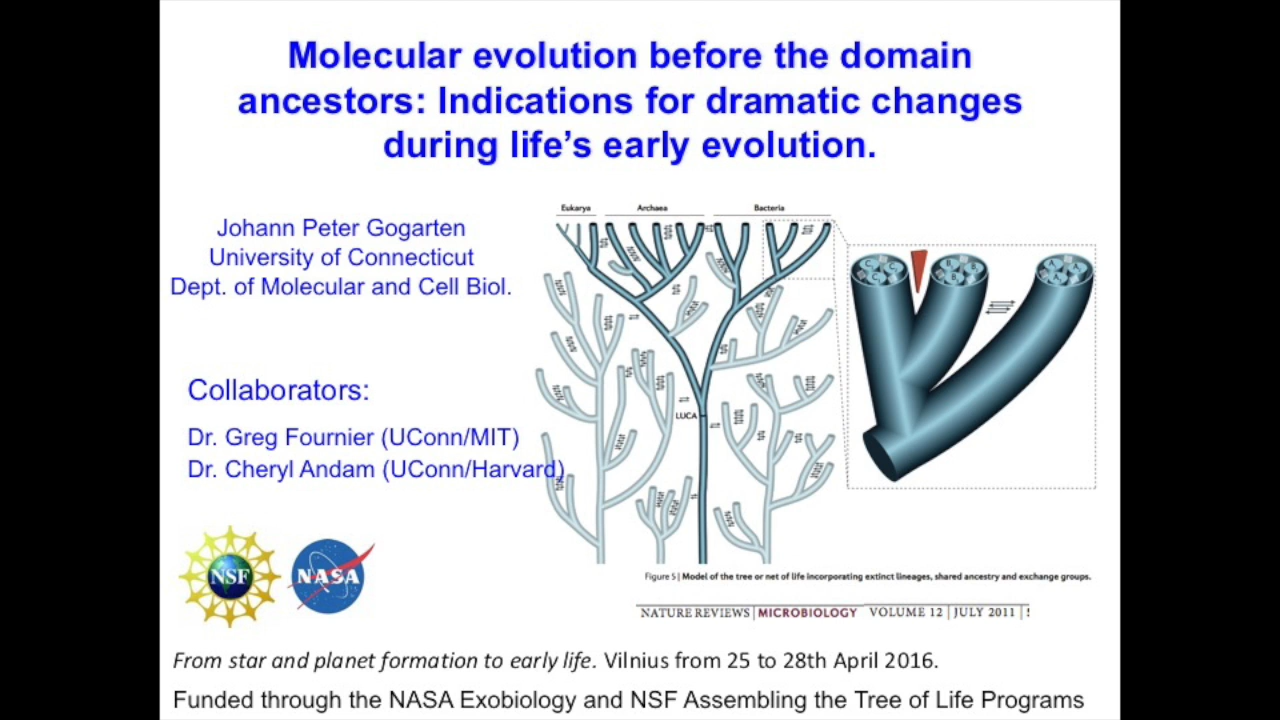 Molecular evolution before the domain
ancestors: Indications for dramatic changes
during life's early evolution.
Johann Peter Gogarten
University of Connecticut
Dept. of Molecular and Cell Biol.
Collaborators:
Dr. Greg Fournier (UConn/MIT)
Dr. Cheryl Andam (UConn/Harvard)
NSF
NASA
Eukarya Archaea Bacteria
LUCA
Figure 5 | Model of the tree or net of life incorporating extinct lineages, shared ancestry and exchange groups.
NATURE REVIEWS | MICROBIOLOGY VOLUME 12 | JULY 2011 |
From star and planet formation to early life. Vilnius from 25 to 28th April 2016.
Funded through the NASA Exobiology and NSF Assembling the Tree of Life Programs